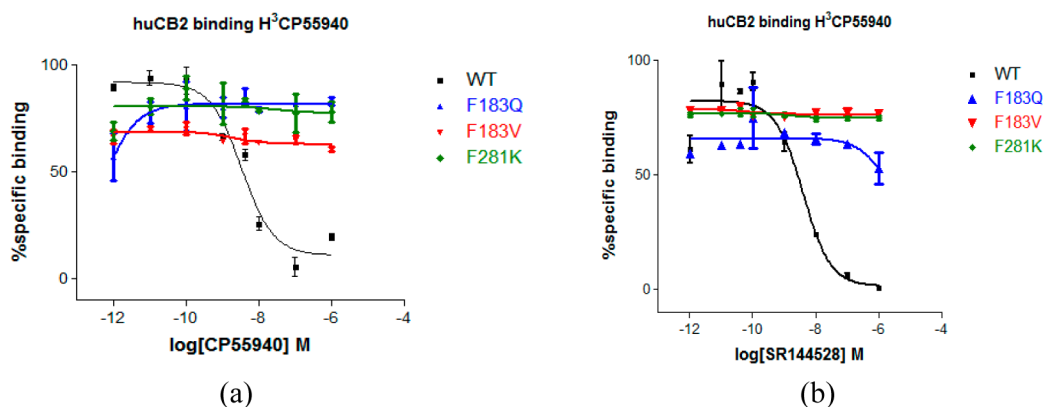 huCB2 binding H³CP55940
%specific binding
100
50
0
-12
-10
-8
-6
-4
log[CP55940] M
WT
F183Q
F183V
F281K
(a)
huCB2 binding H³CP55940
%specific binding
100
50
0
-12
-10
-8
-6
-4
log[SR144528] M
WT
F183Q
F183V
F281K
(b)